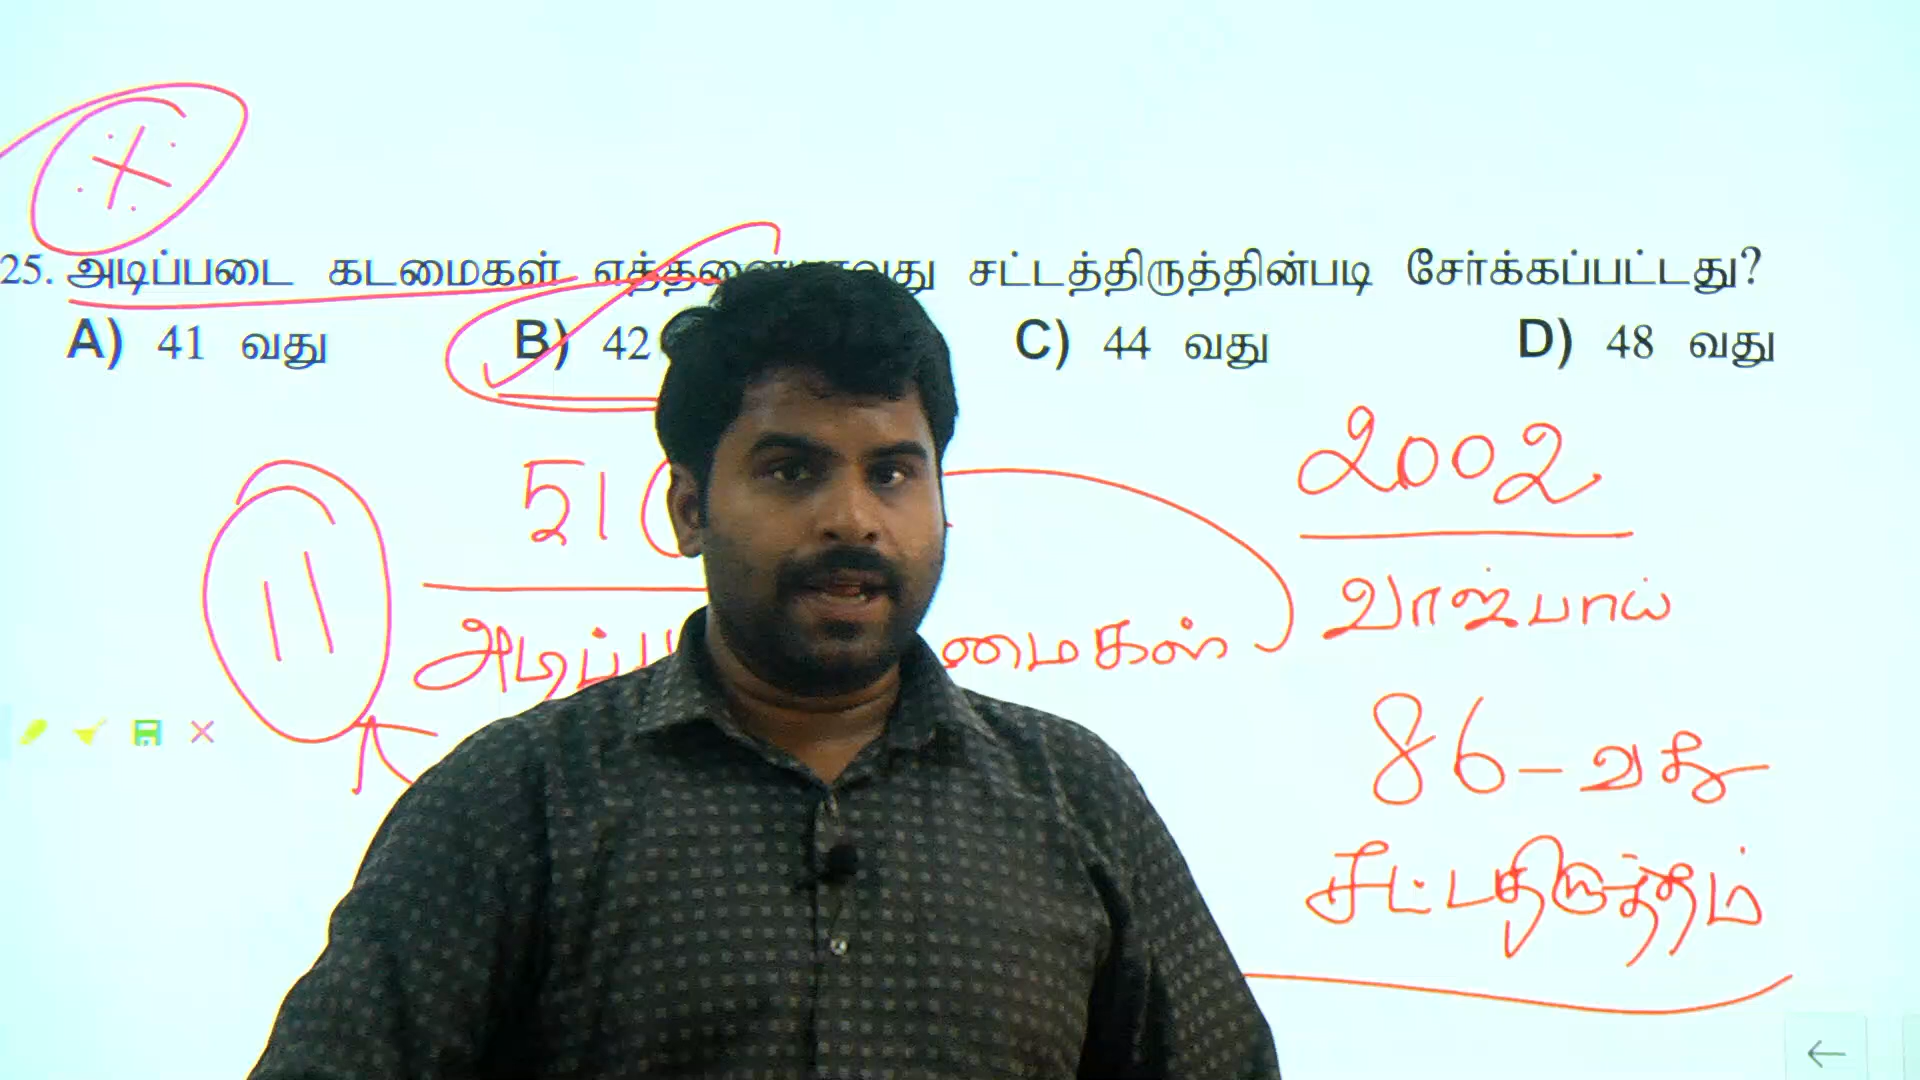 25. அடிப்படை கடமைகள் எத்தனையாவது சட்டத்திருத்தின்படி சேர்க்கப்பட்டது?
A) 41 வது B) 42 C) 44 வது D) 48 வது
2002
51
11
வாஜ்பாய்
86-வது
சட்டதிருத்தம்